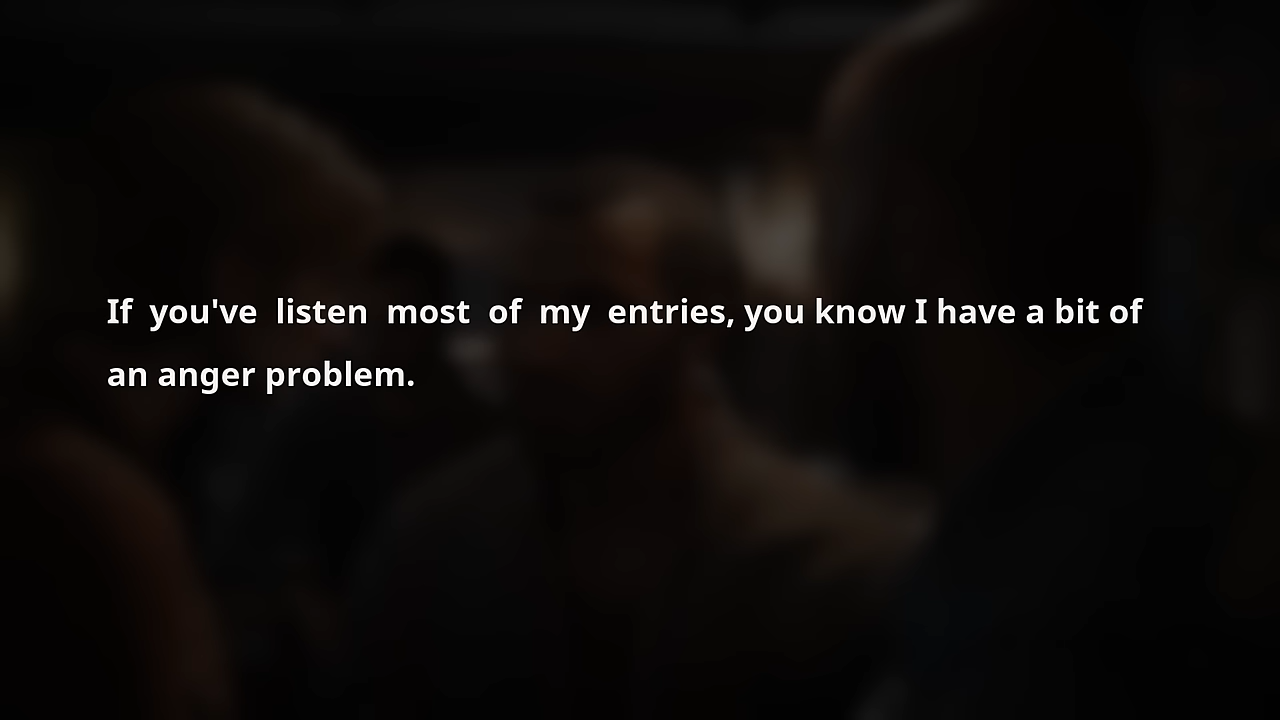 If you've listen most of my entries, you know I have a bit of
an anger problem.